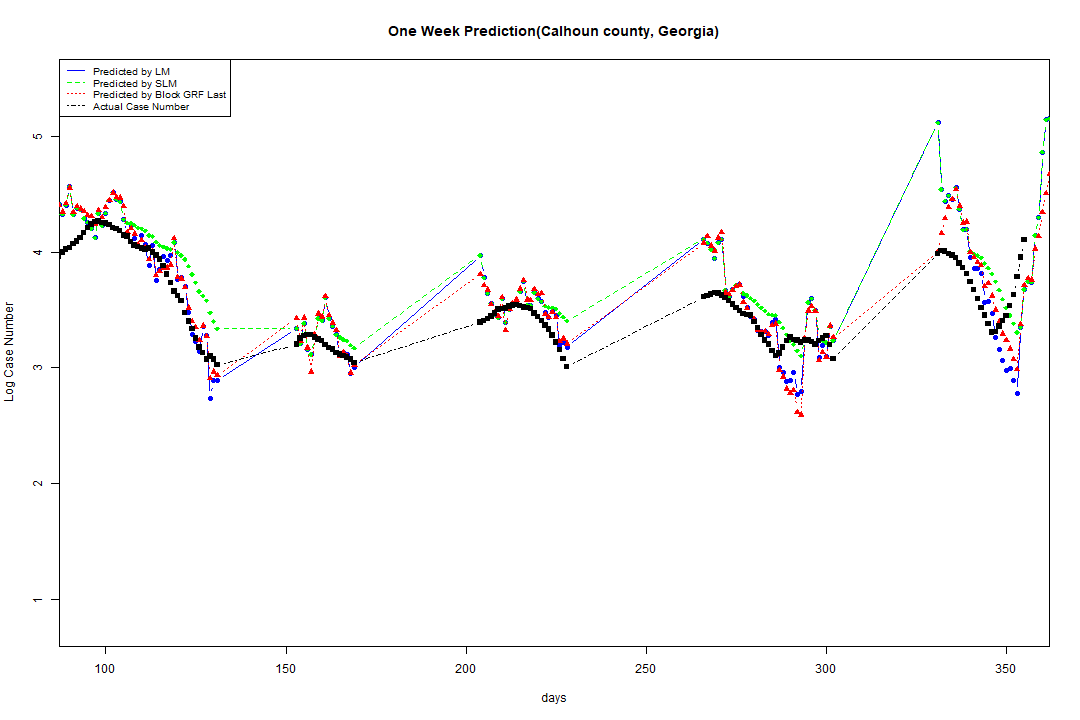 One Week Prediction(Calhoun county, Georgia)
Predicted by LM
Predicted by SLM
Predicted by Block GRF Last
Actual Case Number
5
4
3
2
1
Log Case Number
100 150 200 250 300 350
days